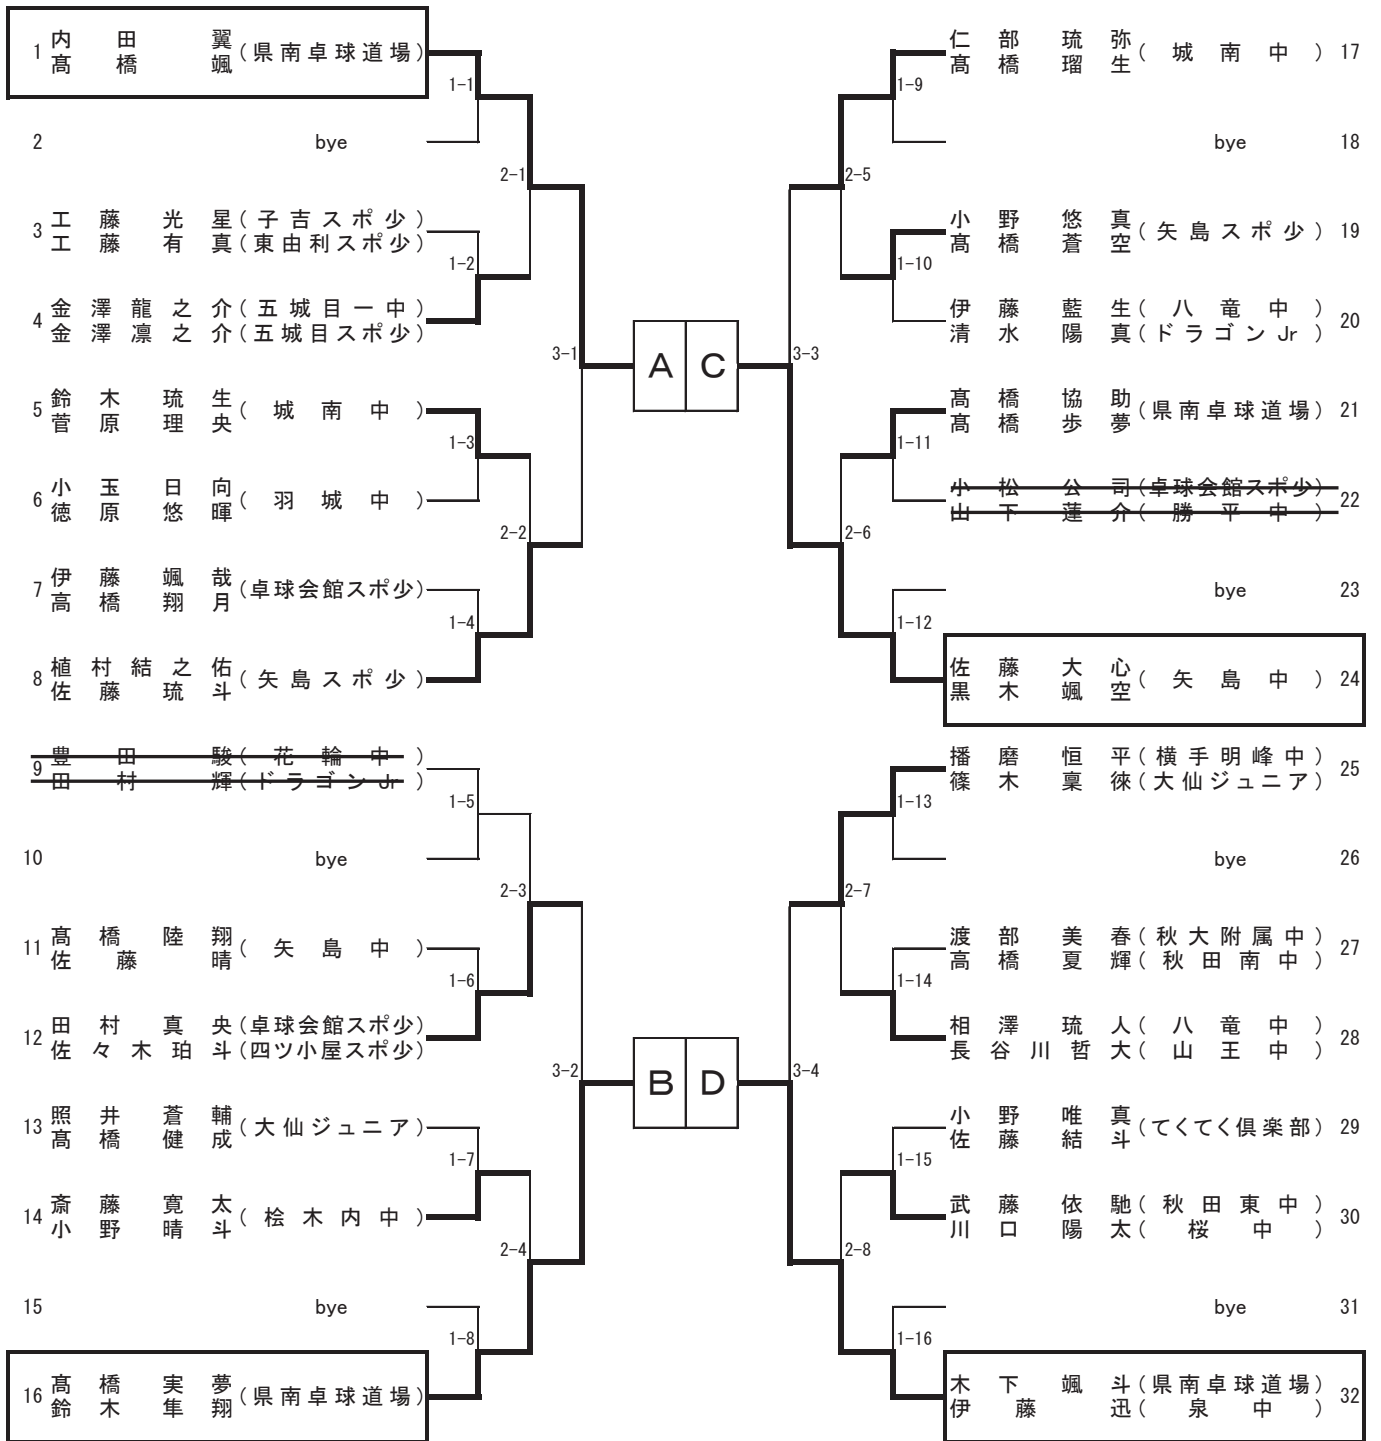 1 内田翼 (県南卓球道場)
髙橋颯
1-1
2 bye
2-1
3 工藤光星 (子吉スポ少)
工藤有真 (東由利スポ少)
1-2
4 金澤龍之介 (五城目一中)
金澤凛之介 (五城目スポ少)
3-1
5 鈴木琉生 (城南中)
菅原理央
1-3
6 小玉日向 (羽城中)
徳原悠暉
2-2
7 伊藤颯哉 (卓球会館スポ少)
高橋翔月
1-4
8 植村結之佑 (矢島スポ少)
佐藤琉斗
9 豊田駿 (花輪中)
田村輝 (ドラゴンJr)
1-5
10 bye
2-3
11 髙橋陸翔 (矢島中)
佐藤晴
1-6
12 田村真央 (卓球会館スポ少)
佐々木珀斗 (四ツ小屋スポ少)
3-2
13 照井蒼輔 (大仙ジュニア)
髙橋健成
1-7
14 斎藤寛太 (桧木内中)
小野晴斗
2-4
15 bye
1-8
16 髙橋実夢 (県南卓球道場)
鈴木隼翔
A C
B D
仁部琉弥 (城南中) 17
髙橋瑠生
1-9
bye 18
2-5
小野悠真 (矢島スポ少) 19
髙橋蒼空
1-10
伊藤藍生 (八竜中) 20
清水陽真 (ドラゴンJr)
3-3
髙橋協助 (県南卓球道場) 21
髙橋歩夢
1-11
小松公司 (卓球会館スポ少) 22
山下蓮介 (勝平中)
2-6
bye 23
1-12
佐藤大心 (矢島中) 24
黒木颯空
播磨恒平 (横手明峰中) 25
篠木稟徠 (大仙ジュニア)
1-13
bye 26
2-7
渡部美春 (秋大附属中) 27
高橋夏輝 (秋田南中)
1-14
相澤琉人 (八竜中) 28
長谷川哲大 (山王中)
3-4
小野唯真 (てくてく倶楽部) 29
佐藤結斗
1-15
武藤依馳 (秋田東中) 30
川口陽太 (桜中)
2-8
bye 31
1-16
木下颯斗 (県南卓球道場) 32
伊藤迅 (泉中)